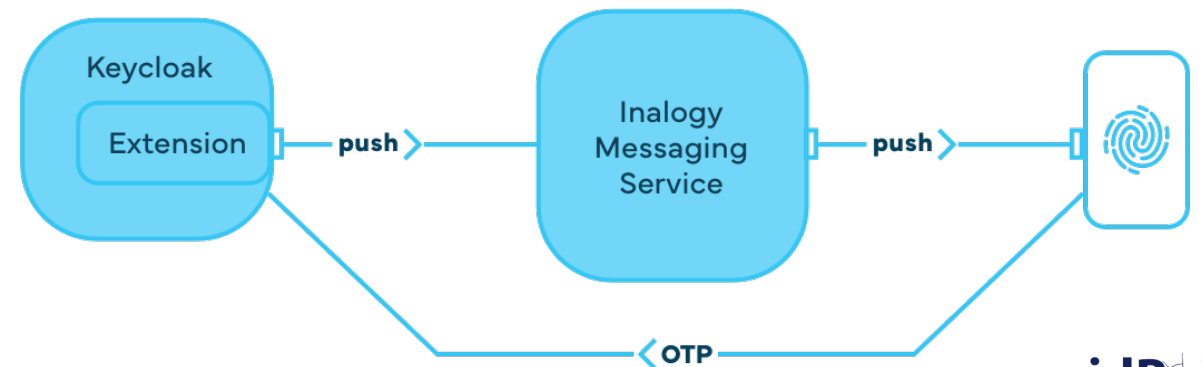 Keycloak
Extension
push
Inalogy
Messaging
Service
push
OTP